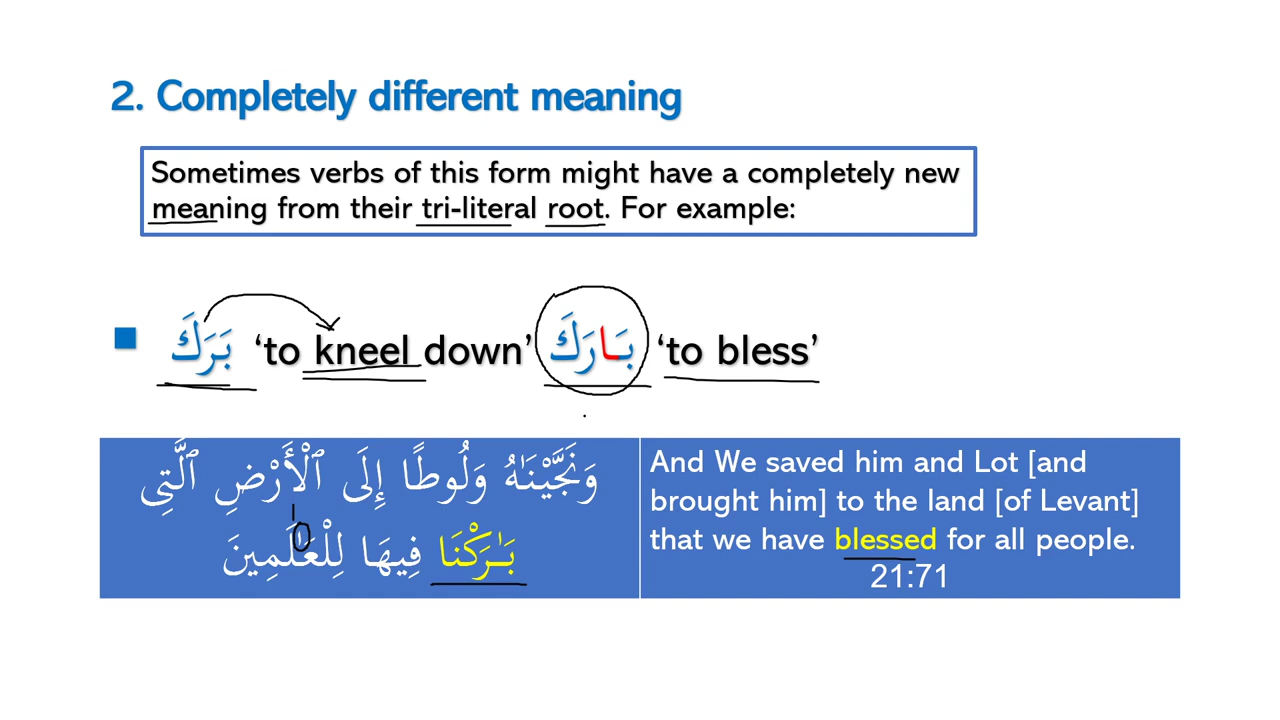 2. Completely different meaning
Sometimes verbs of this form might have a completely new
meaning from their tri-literal root. For example:
بَرَكَ ‘to kneel down’ بَـارَكَ ‘to bless’
وَنَجَّيْنَـٰهُ وَلُوطًا إِلَى ٱلْأَرْضِ ٱلَّتِى
بَـٰرَكْنَا فِيهَا لِلْعَـٰلَمِينَ
And We saved him and Lot [and
brought him] to the land [of Levant]
that we have blessed for all people.
21:71